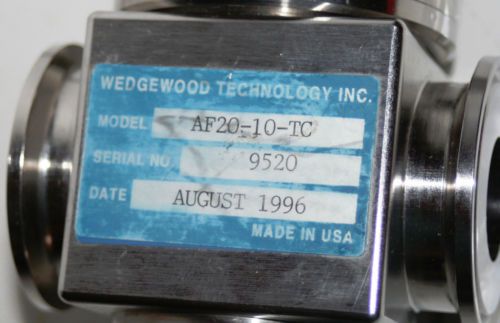 WEDGEWOOD TECHNOLOGY INC.
MODEL AF20-10-TC
SERIAL NO 9520
DATE AUGUST 1996
MADE IN USA